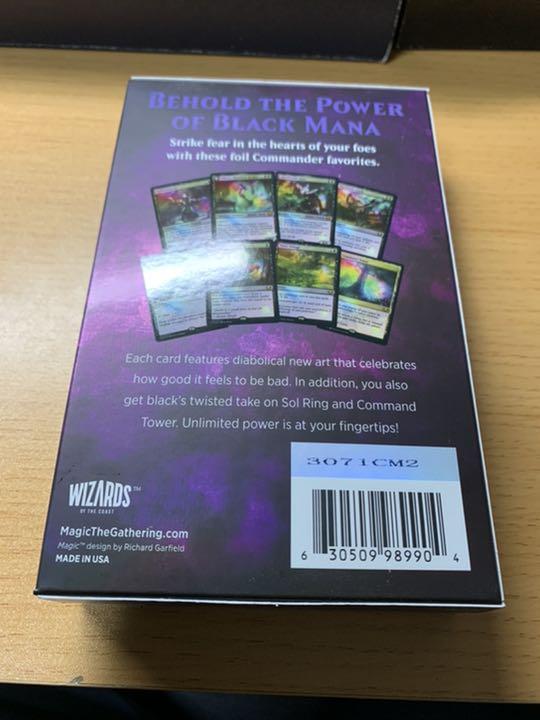 BEHOLD THE POWER
OF BLACK MANA
Strike fear in the hearts of your foes
with these foil Commander favorites.
Each card features diabolical new art that celebrates
how good it feels to be bad. In addition, you also
get black's twisted take on Sol Ring and Command
Tower. Unlimited power is at your fingertips!
3071CM2
WIZARDS™
OF THE COAST
MagicTheGathering.com
Magic™ design by Richard Garfield
MADE IN USA
6 30509 98990 4